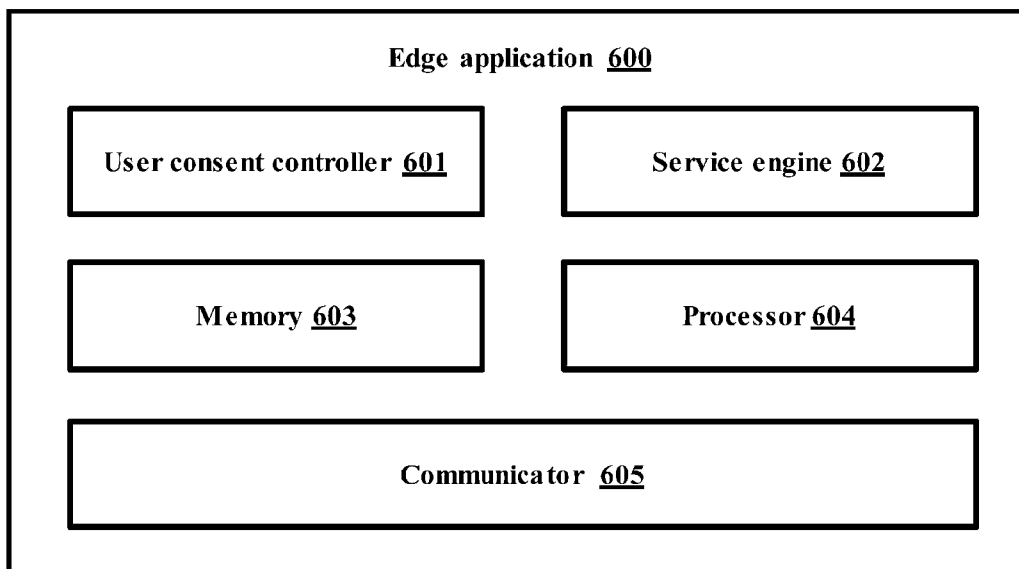 Edge application 600
User consent controller 601
Service engine 602
Memory 603
Processor 604
Communicator 605